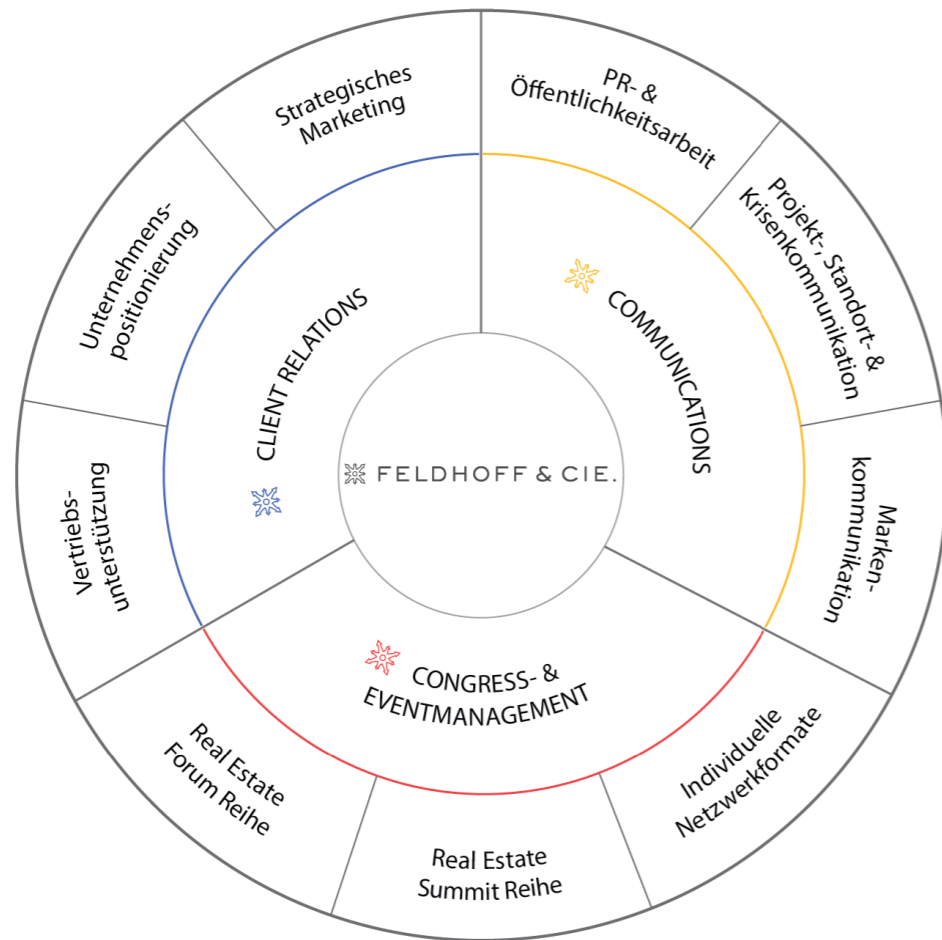 Strategisches
Marketing
PR- &
Öffentlichkeitsarbeit
Projekt-, Standort- &
Krisenkommunikation
Marken-
kommunikation
Individuelle
Netzwerkformate
Real Estate
Summit Reihe
Real Estate
Forum Reihe
Vertriebs-
unterstützung
Unternehmens-
positionierung
CLIENT RELATIONS
COMMUNICATIONS
CONGRESS- &
EVENTMANAGEMENT
FELDHOFF & CIE.